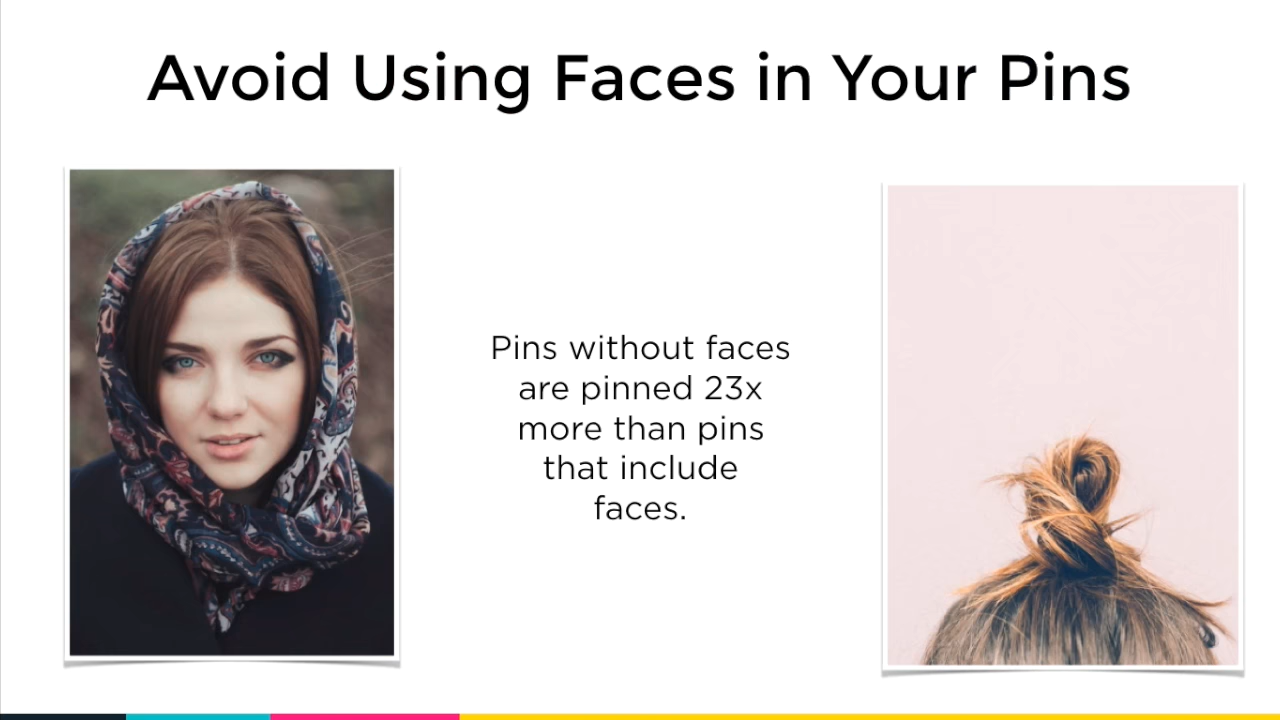 Avoid Using Faces in Your Pins
Pins without faces
are pinned 23x
more than pins
that include
faces.